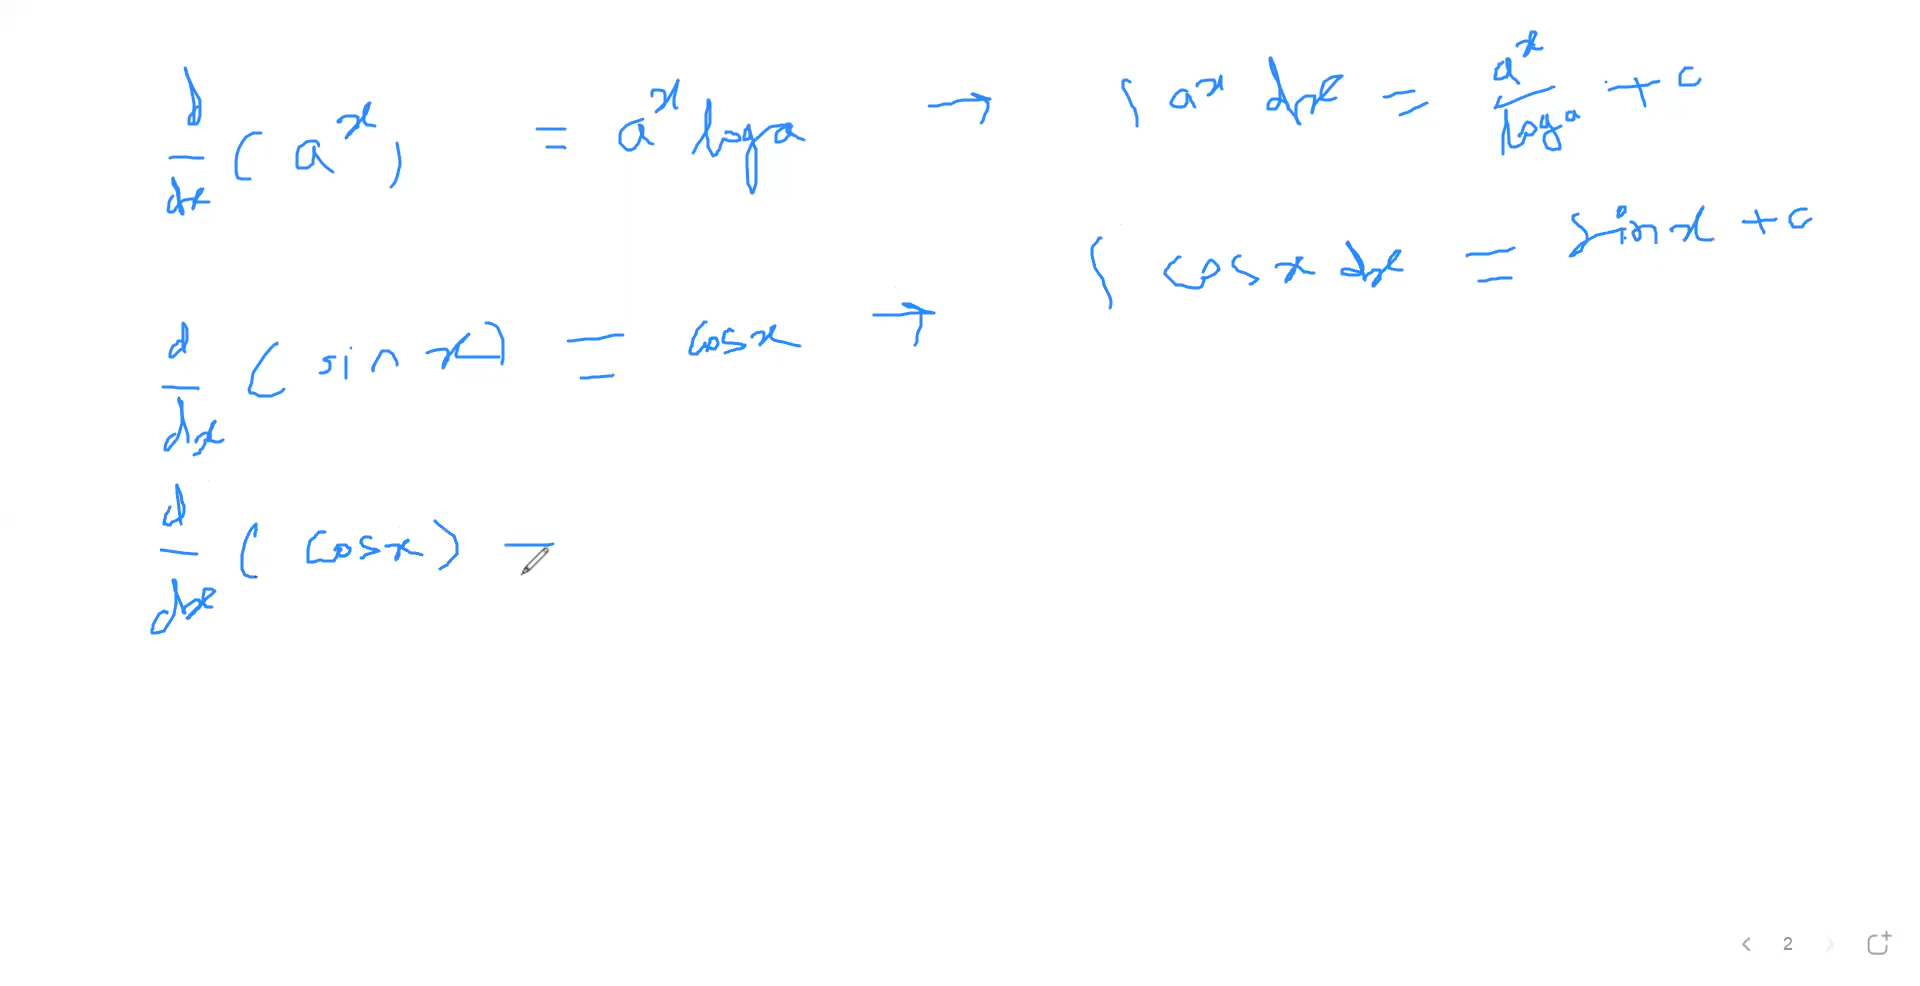 d/dx (a^x) = a^x log a → ∫ a^x dx = a^x / log a + c
d/dx (sin x) = cos x → ∫ cos x dx = sin x + c
d/dx (cos x) −
2